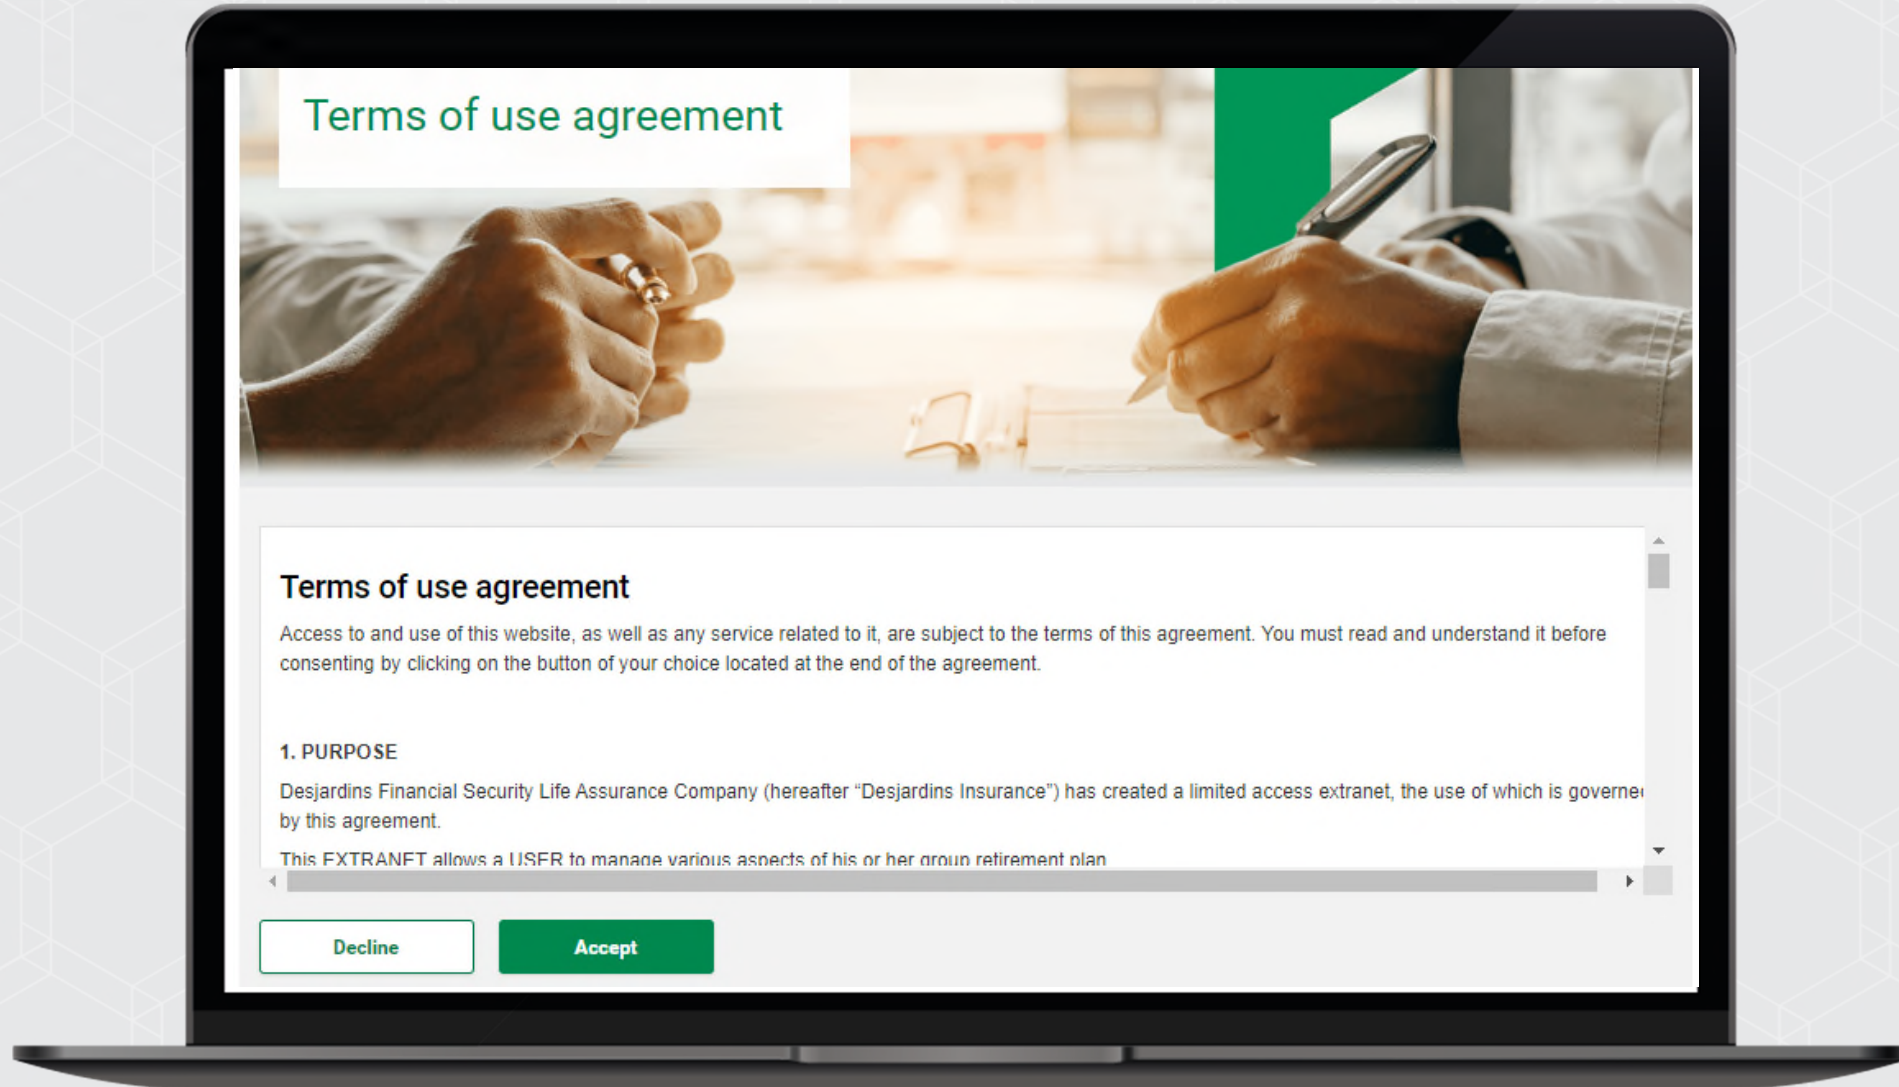 Terms of use agreement
Terms of use agreement
Access to and use of this website, as well as any service related to it, are subject to the terms of this agreement. You must read and understand it before
consenting by clicking on the button of your choice located at the end of the agreement.
1. PURPOSE
Desjardins Financial Security Life Assurance Company (hereafter “Desjardins Insurance”) has created a limited access extranet, the use of which is governe
by this agreement.
This EXTRANET allows a USER to manage various aspects of his or her group retirement plan
Decline
Accept